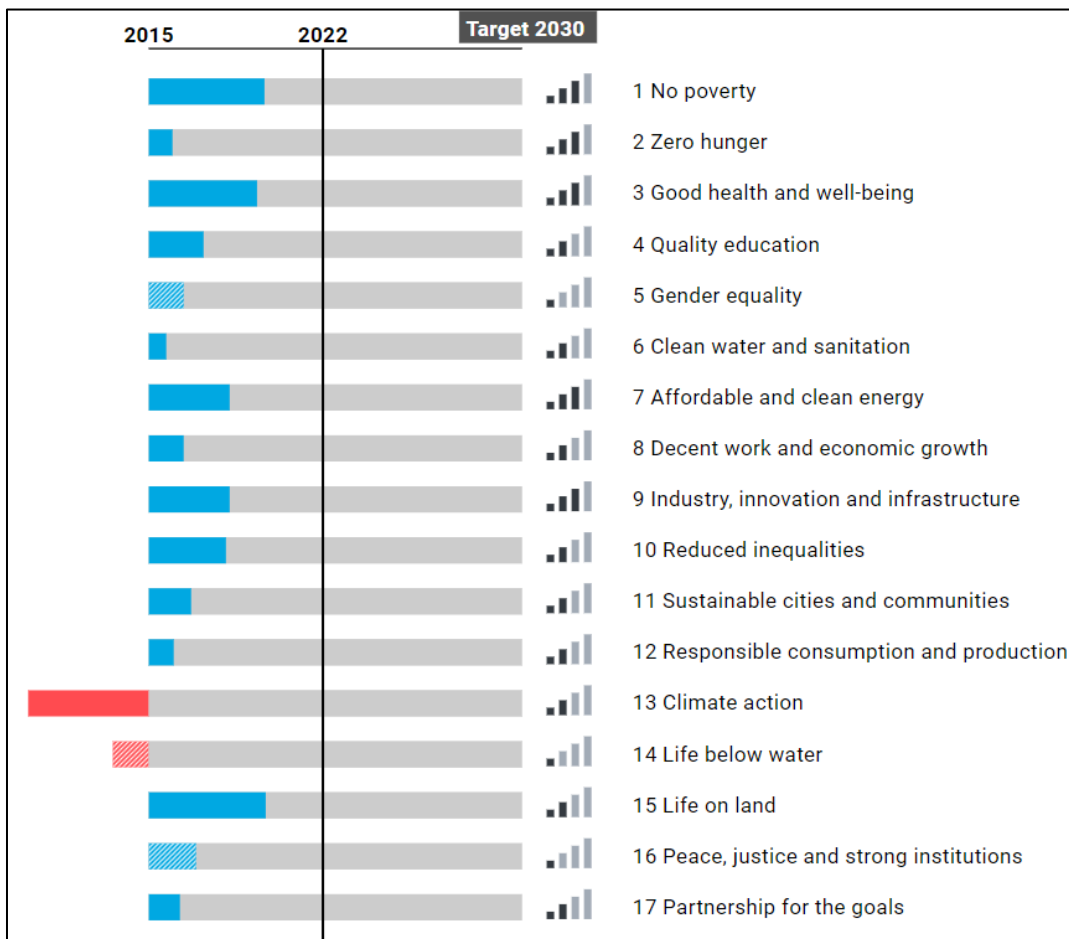 2015 2022 Target 2030
1 No poverty
2 Zero hunger
3 Good health and well-being
4 Quality education
5 Gender equality
6 Clean water and sanitation
7 Affordable and clean energy
8 Decent work and economic growth
9 Industry, innovation and infrastructure
10 Reduced inequalities
11 Sustainable cities and communities
12 Responsible consumption and production
13 Climate action
14 Life below water
15 Life on land
16 Peace, justice and strong institutions
17 Partnership for the goals